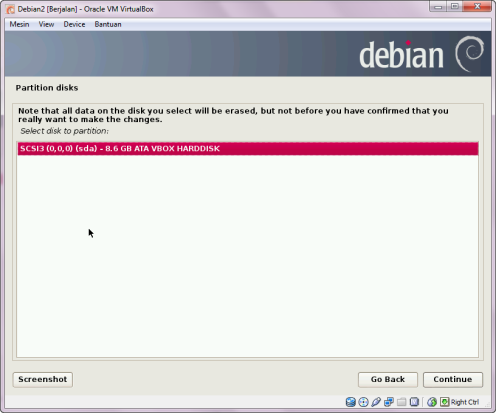 Debian2 [Berjalan] - Oracle VM VirtualBox
Mesin View Device Bantuan
debian
Partition disks
Note that all data on the disk you select will be erased, but not before you have confirmed that you
really want to make the changes.
Select disk to partition:
SCSI3 (0,0,0) (sda) - 8.6 GB ATA VBOX HARDDISK
Screenshot Go Back Continue
Right Ctrl